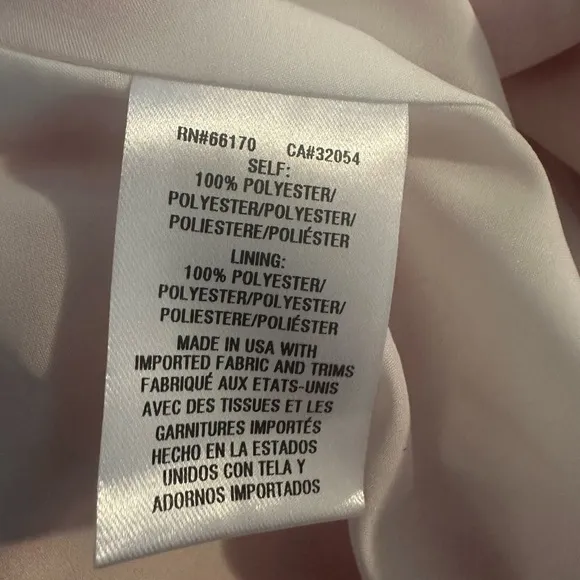 RN#66170 CA#32054
SELF:
100% POLYESTER/
POLYESTER/POLYESTER/
POLIESTERE/POLIÉSTER
LINING:
100% POLYESTER/
POLYESTER/POLYESTER/
POLIESTERE/POLIÉSTER
MADE IN USA WITH
IMPORTED FABRIC AND TRIMS
FABRIQUÉ AUX ETATS-UNIS
AVEC DES TISSUES ET LES
GARNITURES IMPORTÉS
HECHO EN LA ESTADOS
UNIDOS CON TELA Y
ADORNOS IMPORTADOS